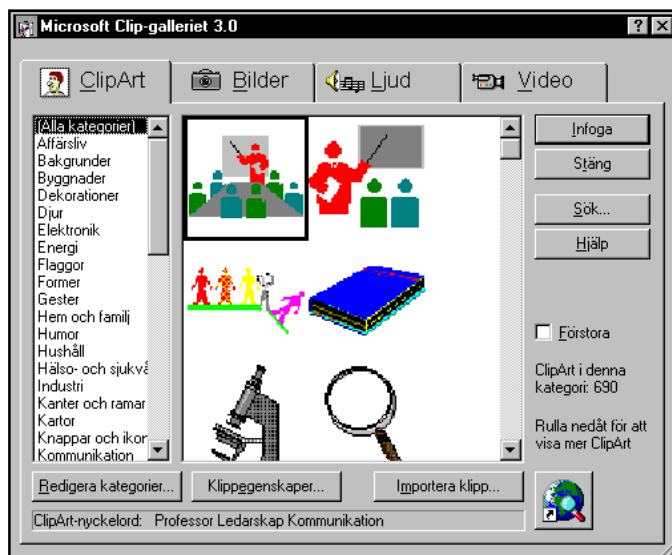 Microsoft Clip-galleriet 3.0
ClipArt
Bilder
Ljud
Video
(Alla kategorier)
Affärsliv
Bakgrunder
Byggnader
Dekorationer
Djur
Elektronik
Energi
Flaggor
Former
Gester
Hem och familj
Humor
Hushåll
Hälso- och sjukvå
Industri
Kanter och ramar
Kartor
Knappar och ikon
Kommunikation
Infoga
Stäng
Sök...
Hjälp
Förstora
ClipArt i denna
kategori: 690
Rulla nedåt för att
visa mer ClipArt
Redigera kategorier...
Klippegenskaper...
Importera klipp...
ClipArt-nyckelord: Professor Ledarskap Kommunikation